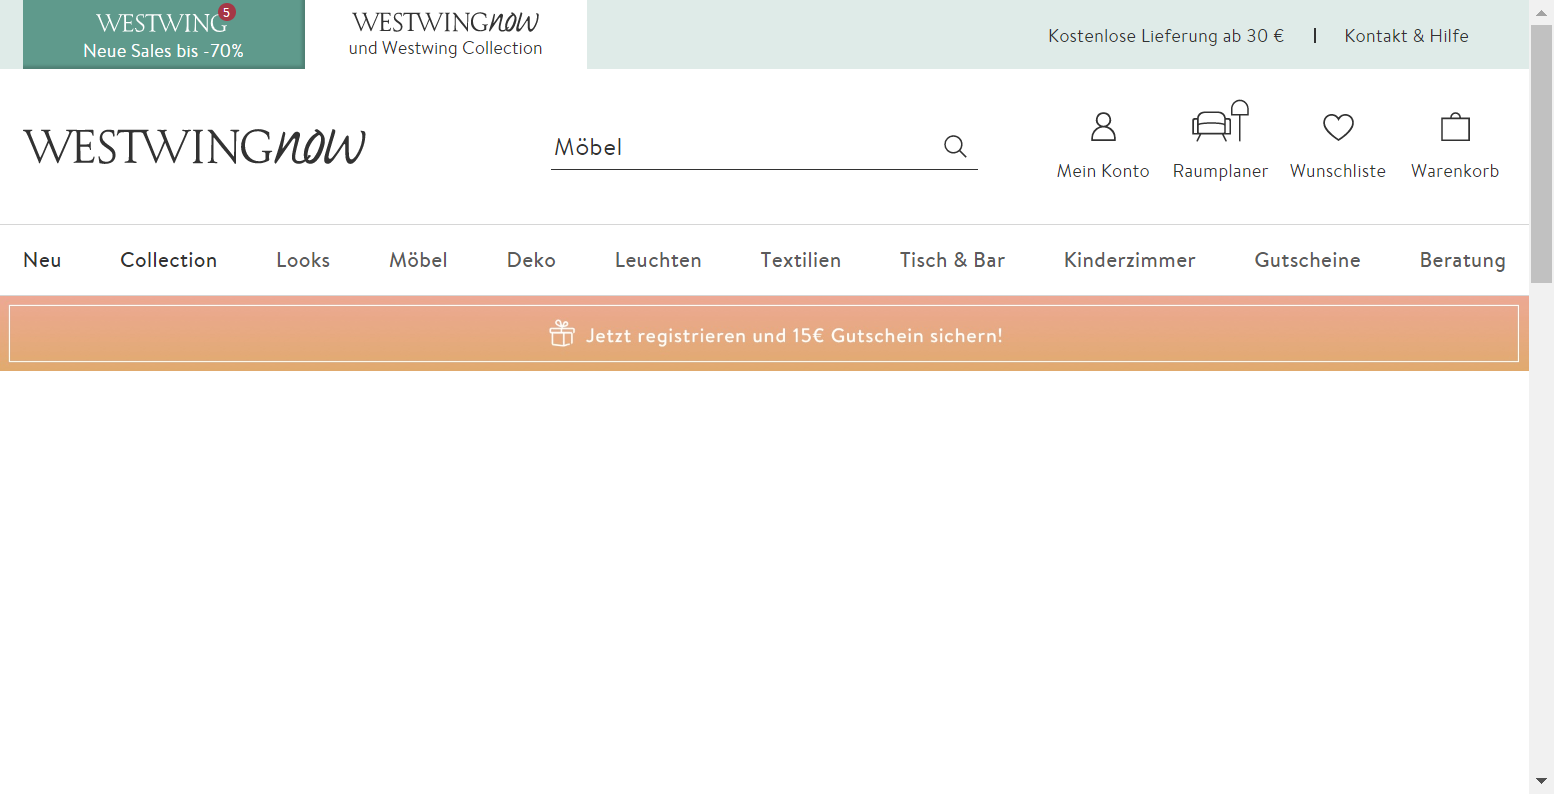 WESTWING 5
Neue Sales bis -70%
WESTWINGnow
und Westwing Collection
Kostenlose Lieferung ab 30 € | Kontakt & Hilfe
WESTWINGnow
Möbel
Mein Konto Raumplaner Wunschliste Warenkorb
Neu Collection Looks Möbel Deko Leuchten Textilien Tisch & Bar Kinderzimmer Gutscheine Beratung
Jetzt registrieren und 15€ Gutschein sichern!